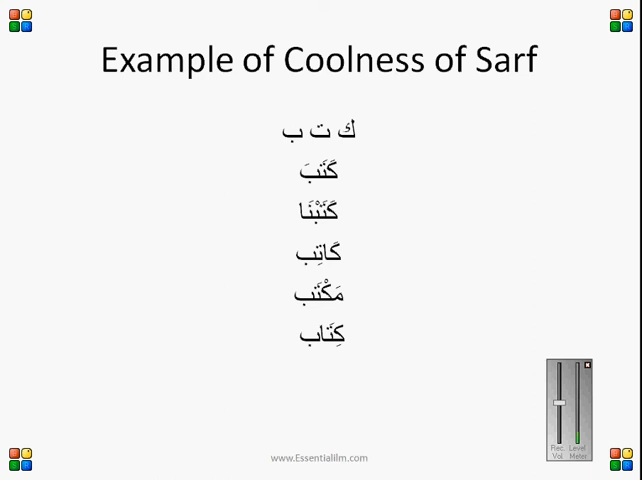 Example of Coolness of Sarf
ك ت ب
كَتَبَ
كَتَبْنَا
كَاتِب
مَكْتَب
كِتَاب
www.Essentialilm.com
Rec. Level
Vol Meter